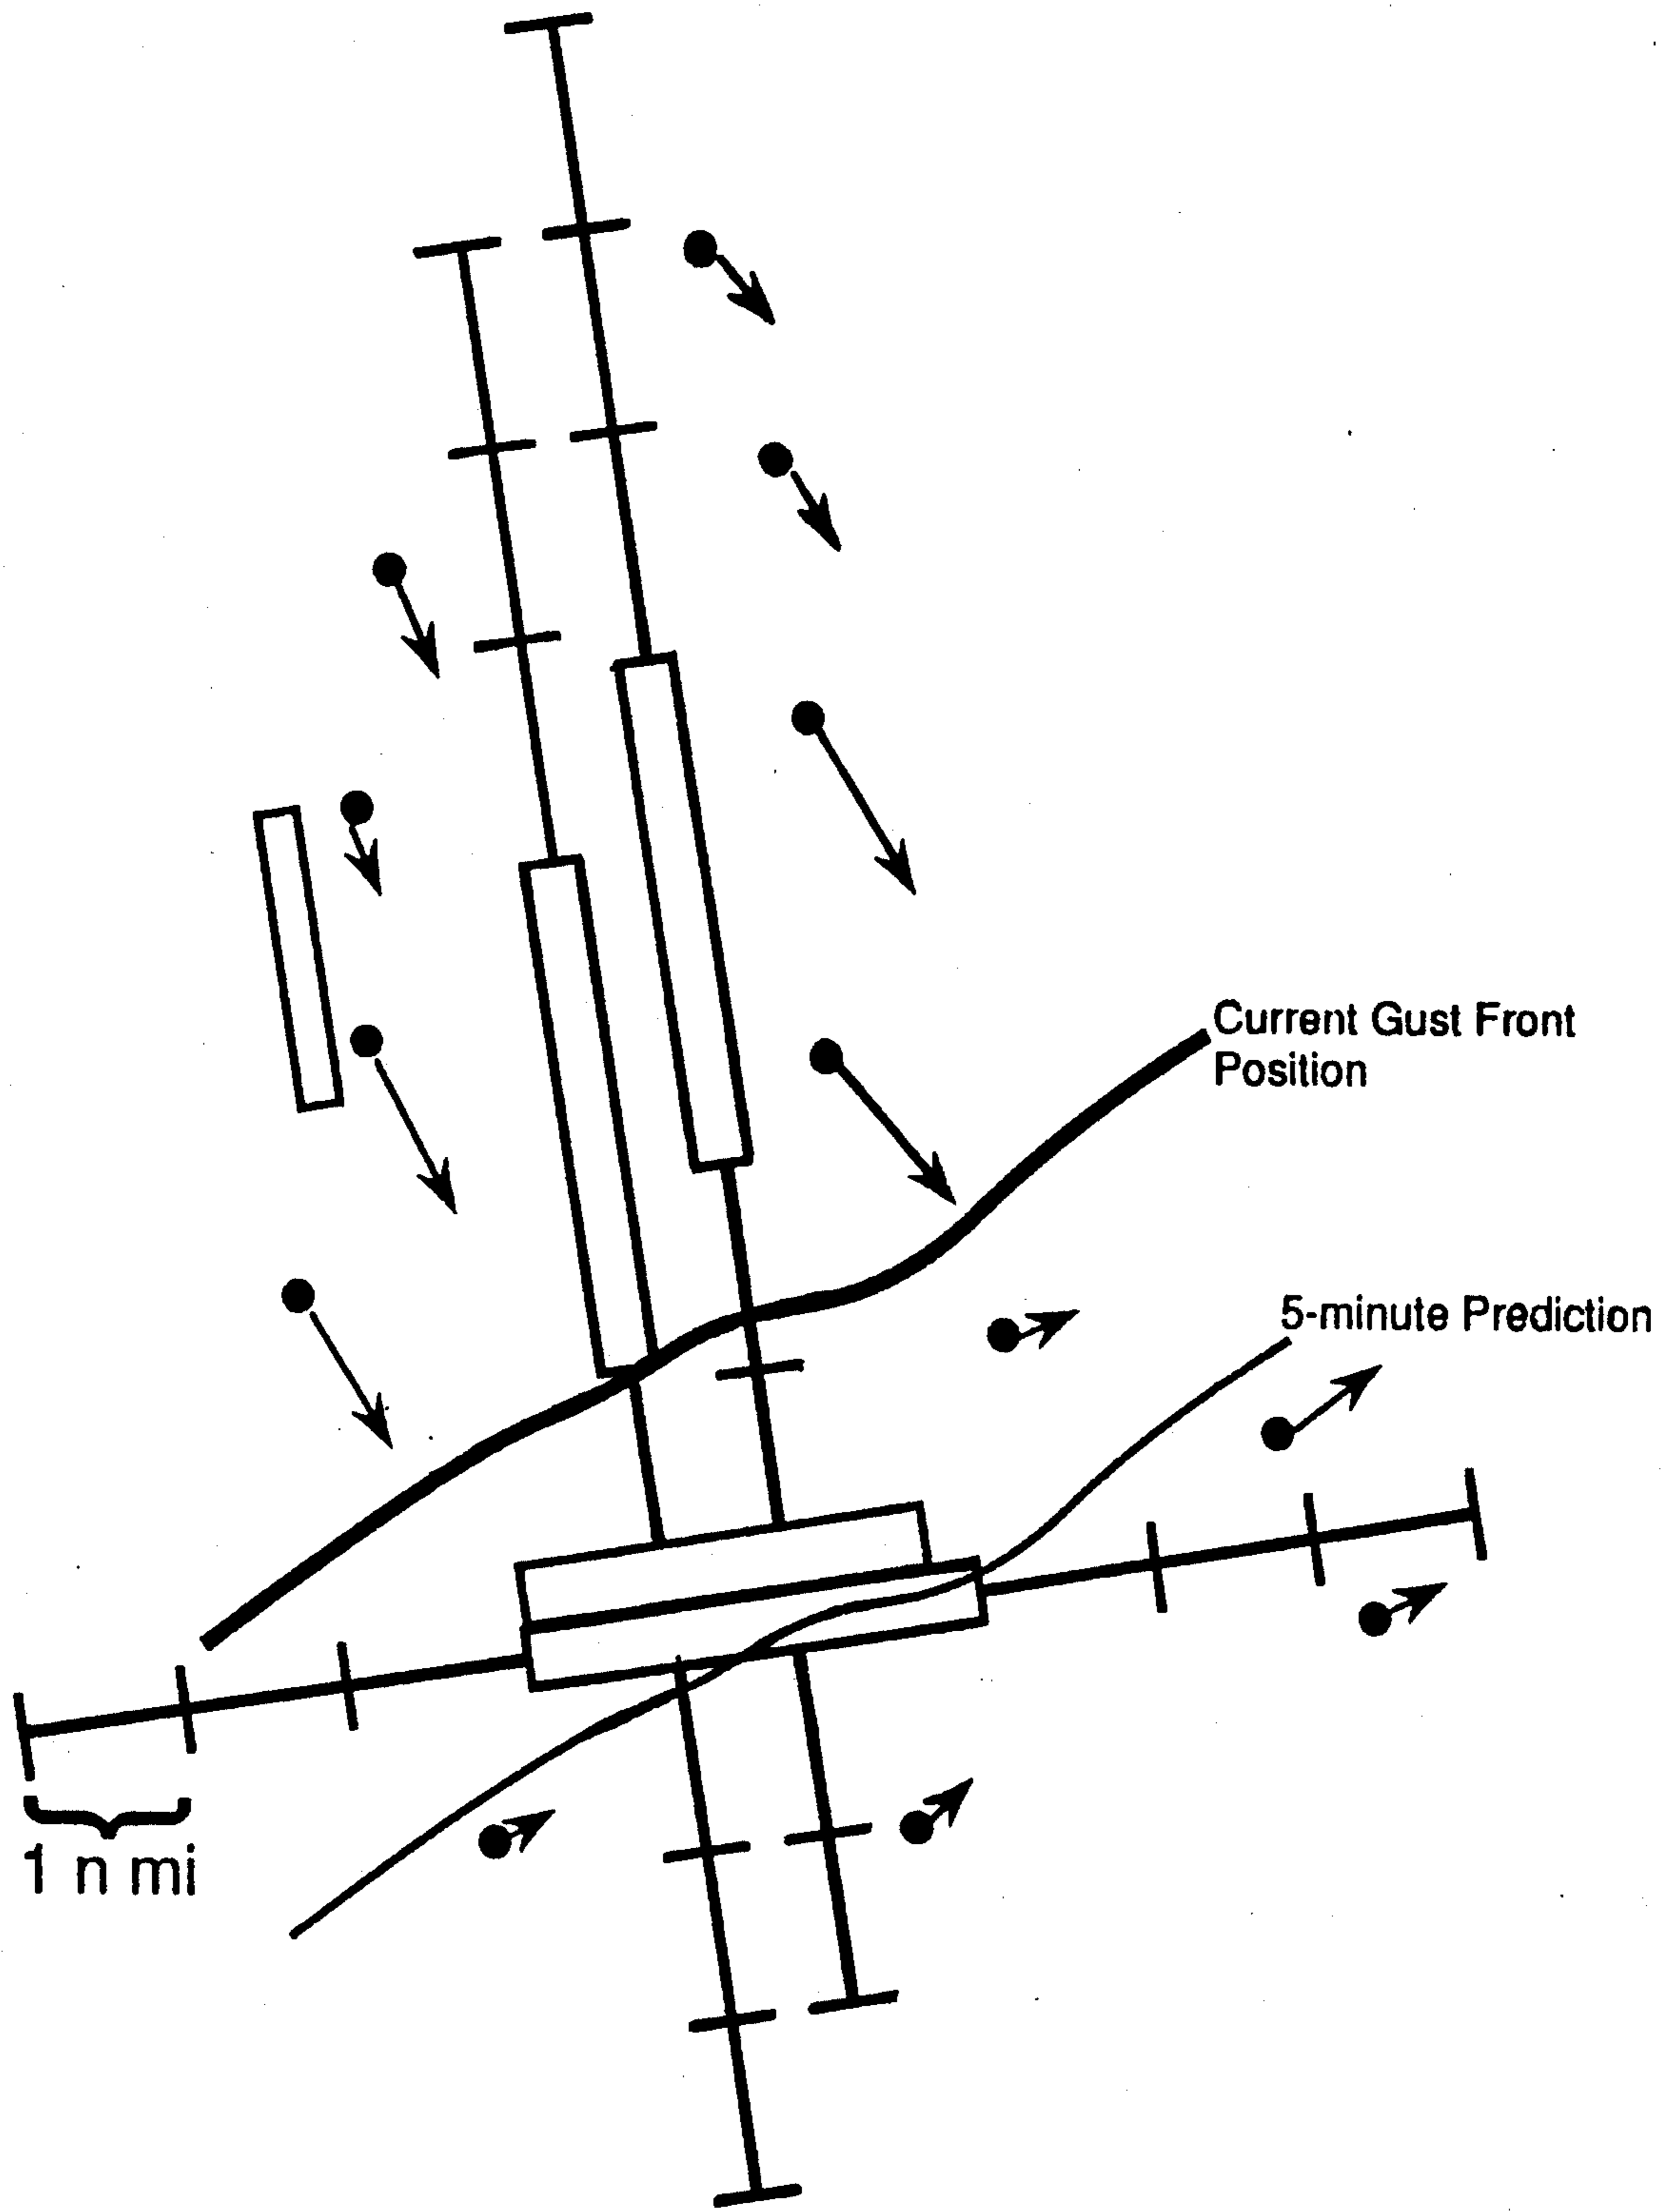 Current Gust Front
Position
5-minute Prediction
1 n mi